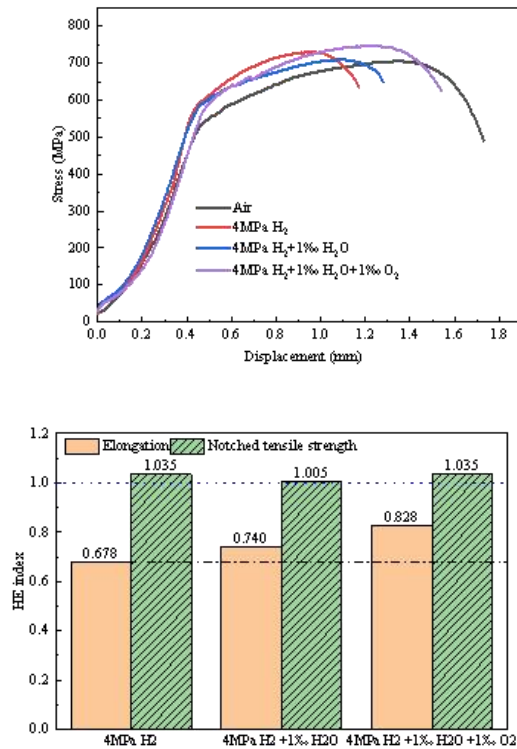 800
700
600
500
400
300
200
100
0
Stress (MPa)
Air
4MPa H₂
4MPa H₂+1‰ H₂O
4MPa H₂+1‰ H₂O+1‰ O₂
0.0 0.2 0.4 0.6 0.8 1.0 1.2 1.4 1.6 1.8
Displacement (mm)
1.2
1.0
0.8
0.6
0.4
0.2
0.0
HE index
Elongation Notched tensile strength
1.035 1.005 1.035
0.678 0.740 0.828
4MPa H2 4MPa H2 +1‰ H2O 4MPa H2 +1‰ H2O +1‰ O2